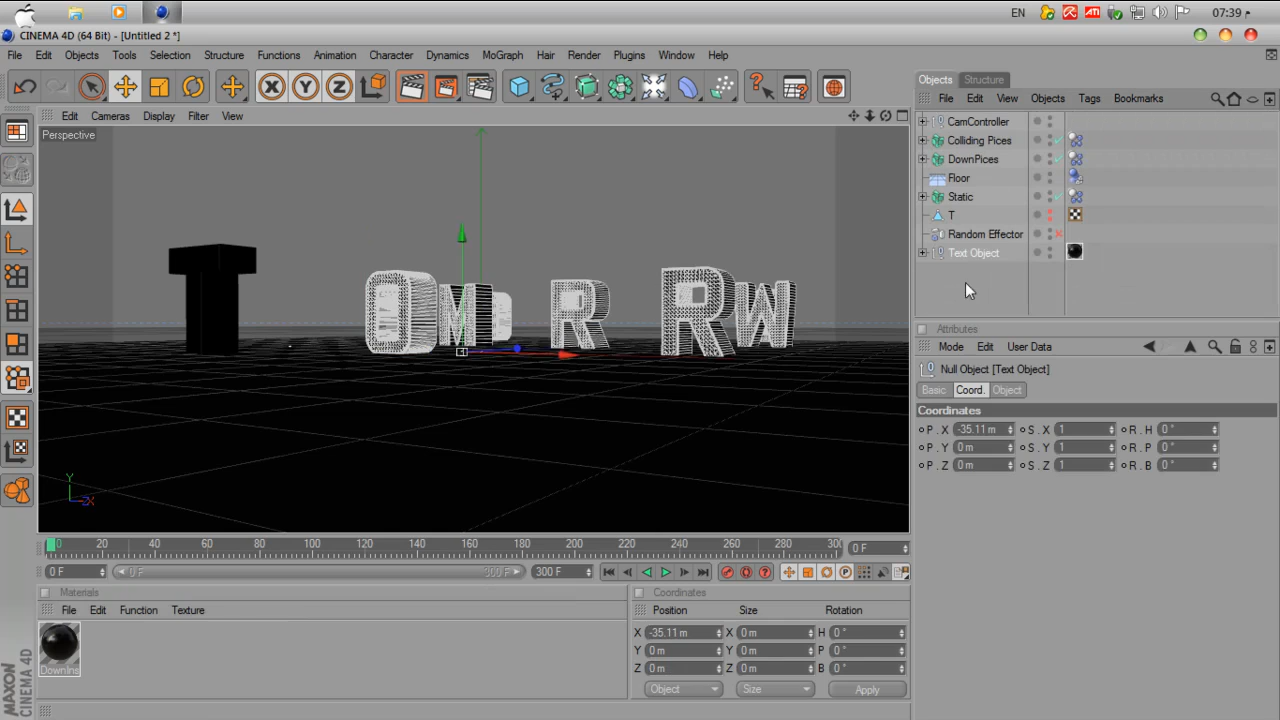 EN
07:39 م
CINEMA 4D (64 Bit) - [Untitled 2 *]
File Edit Objects Tools Selection Structure Functions Animation Character Dynamics MoGraph Hair Render Plugins Window Help
X Y Z
Objects Structure
File Edit View Objects Tags Bookmarks
Edit Cameras Display Filter View
Perspective
CamController
Colliding Pices
DownPices
Floor
Static
T
Random Effector
Text Object
T O M R R W
Y
X
Attributes
Mode Edit User Data
Null Object [Text Object]
Basic Coord. Object
Coordinates
P . X -35.11 m S . X 1 R . H 0 °
P . Y 0 m S . Y 1 R . P 0 °
P . Z 0 m S . Z 1 R . B 0 °
0 20 40 60 80 100 120 140 160 180 200 220 240 260 280 30 0 F
0 F 0 F 300 F 300 F
Materials
File Edit Function Texture
DownIns
Coordinates
Position Size Rotation
X -35.11 m X 0 m H 0 °
Y 0 m Y 0 m P 0 °
Z 0 m Z 0 m B 0 °
Object Size Apply
MAXON
CINEMA 4D